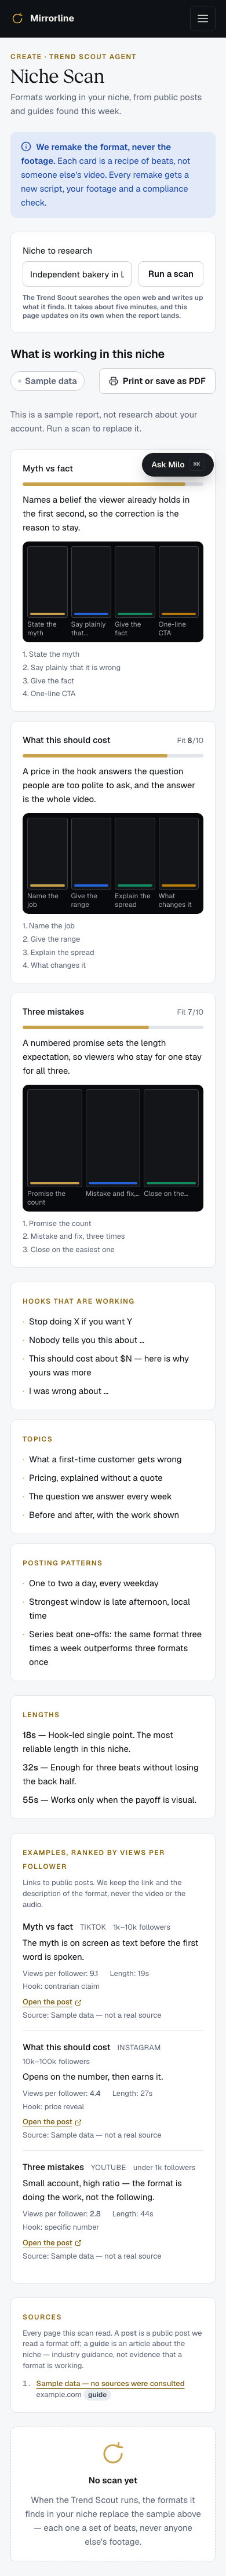 Mirrorline
CREATE · TREND SCOUT AGENT
Niche Scan
Formats working in your niche, from public posts
and guides found this week.
We remake the format, never the
footage. Each card is a recipe of beats, not
someone else's video. Every remake gets a
new script, your footage and a compliance
check.
Niche to research
Independent bakery in L
Run a scan
The Trend Scout searches the open web and writes up
what it finds. It takes about five minutes, and this
page updates on its own when the report lands.
What is working in this niche
Sample data
Print or save as PDF
This is a sample report, not research about your
account. Run a scan to replace it.
Ask Milo ⌘K
Myth vs fact
Names a belief the viewer already holds in
the first second, so the correction is the
reason to stay.
State the
myth
Say plainly
that…
Give the
fact
One-line
CTA
1. State the myth
2. Say plainly that it is wrong
3. Give the fact
4. One-line CTA
What this should cost
Fit 8/10
A price in the hook answers the question
people are too polite to ask, and the answer
is the whole video.
Name the
job
Give the
range
Explain the
spread
What
changes it
1. Name the job
2. Give the range
3. Explain the spread
4. What changes it
Three mistakes
Fit 7/10
A numbered promise sets the length
expectation, so viewers who stay for one stay
for all three.
Promise the
count
Mistake and fix,…
Close on the…
1. Promise the count
2. Mistake and fix, three times
3. Close on the easiest one
HOOKS THAT ARE WORKING
· Stop doing X if you want Y
· Nobody tells you this about …
· This should cost about $N — here is why
yours was more
· I was wrong about …
TOPICS
· What a first-time customer gets wrong
· Pricing, explained without a quote
· The question we answer every week
· Before and after, with the work shown
POSTING PATTERNS
· One to two a day, every weekday
· Strongest window is late afternoon, local
time
· Series beat one-offs: the same format three
times a week outperforms three formats
once
LENGTHS
18s — Hook-led single point. The most
reliable length in this niche.
32s — Enough for three beats without losing
the back half.
55s — Works only when the payoff is visual.
EXAMPLES, RANKED BY VIEWS PER
FOLLOWER
Links to public posts. We keep the link and the
description of the format, never the video or the
audio.
Myth vs fact TIKTOK 1k–10k followers
The myth is on screen as text before the first
word is spoken.
Views per follower: 9.1 Length: 19s
Hook: contrarian claim
Open the post
Source: Sample data — not a real source
What this should cost INSTAGRAM
10k–100k followers
Opens on the number, then earns it.
Views per follower: 4.4 Length: 27s
Hook: price reveal
Open the post
Source: Sample data — not a real source
Three mistakes YOUTUBE under 1k followers
Small account, high ratio — the format is
doing the work, not the following.
Views per follower: 2.8 Length: 44s
Hook: specific number
Open the post
Source: Sample data — not a real source
SOURCES
Every page this scan read. A post is a public post we
read a format off; a guide is an article about the
niche — industry guidance, not evidence that a
format is working.
1. Sample data — no sources were consulted
example.com guide
No scan yet
When the Trend Scout runs, the formats it
finds in your niche replace the sample above
— each one a set of beats, never anyone
else's footage.